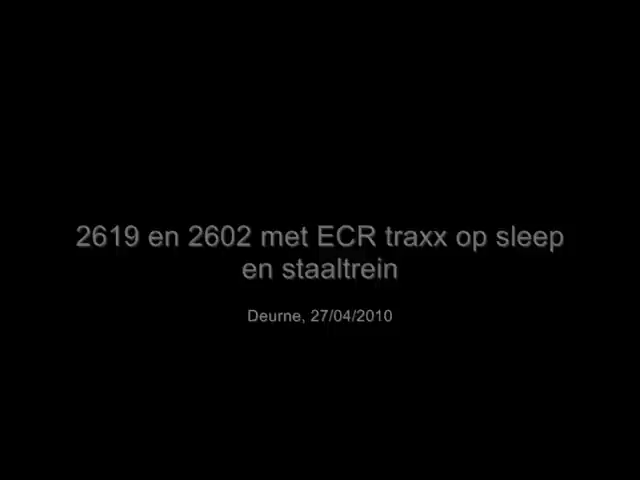 2619 en 2602 met ECR traxx op sleep
en staaltrein
Deurne, 27/04/2010